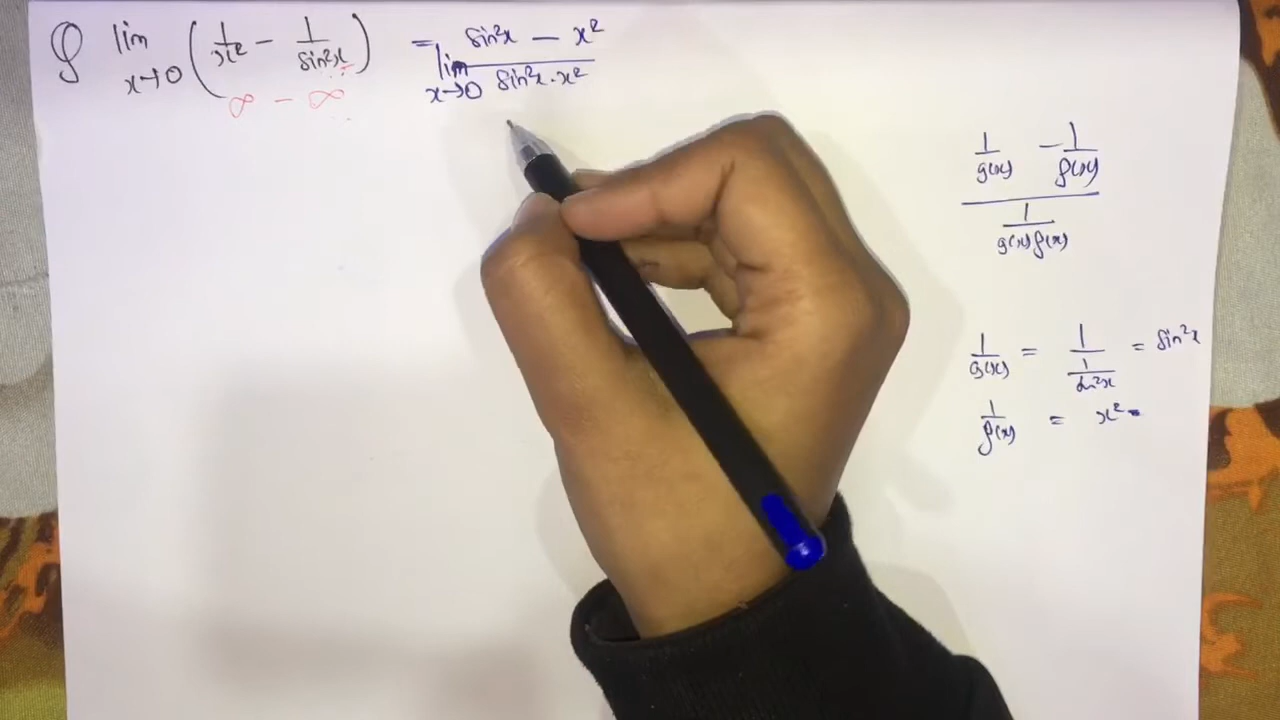 Q lim x→0 (1/x² − 1/sin²x) = lim x→0 (sin²x − x²)/(sin²x · x²)
∞ − ∞
(1/g(x) − 1/f(x))/(1/(g(x)f(x)))
1/g(x) = 1/(1/sin²x) = sin²x
1/f(x) = x²